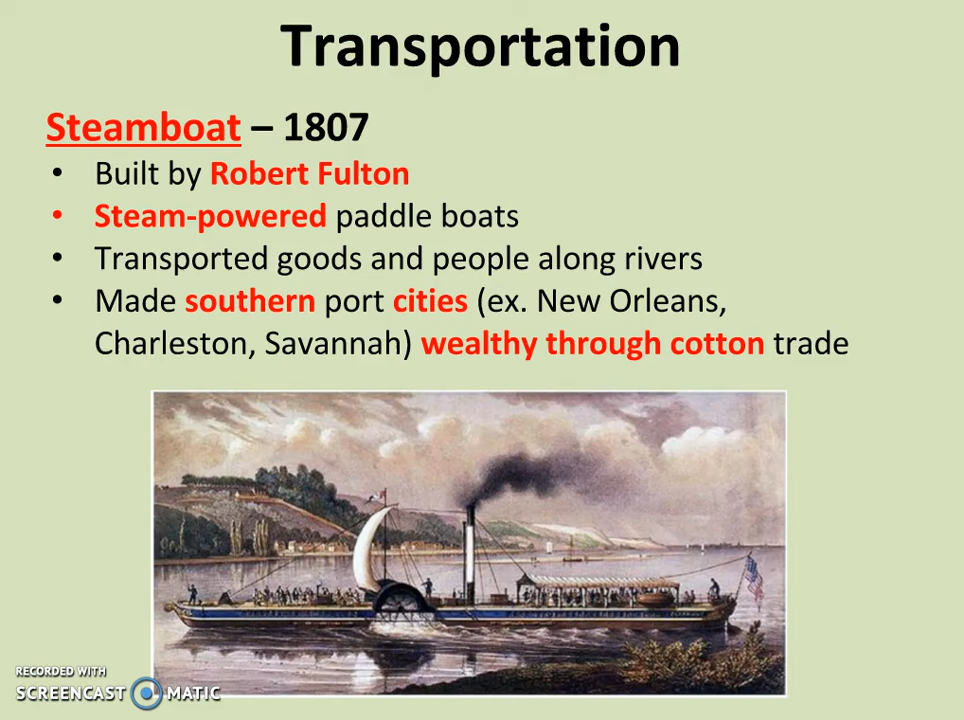 Transportation
Steamboat – 1807
• Built by Robert Fulton
• Steam-powered paddle boats
• Transported goods and people along rivers
• Made southern port cities (ex. New Orleans,
Charleston, Savannah) wealthy through cotton trade
RECORDED WITH
SCREENCAST MATIC